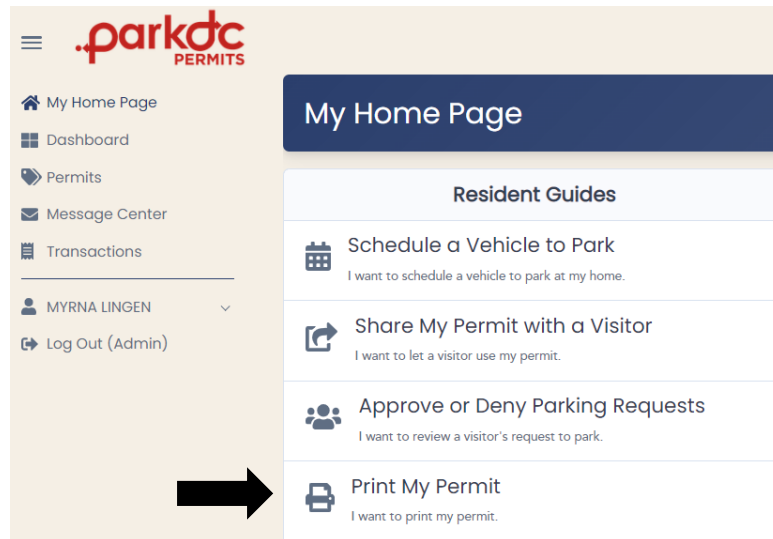 parkdc
PERMITS
My Home Page
Dashboard
Permits
Message Center
Transactions
MYRNA LINGEN
Log Out (Admin)
My Home Page
Resident Guides
Schedule a Vehicle to Park
I want to schedule a vehicle to park at my home.
Share My Permit with a Visitor
I want to let a visitor use my permit.
Approve or Deny Parking Requests
I want to review a visitor's request to park.
Print My Permit
I want to print my permit.